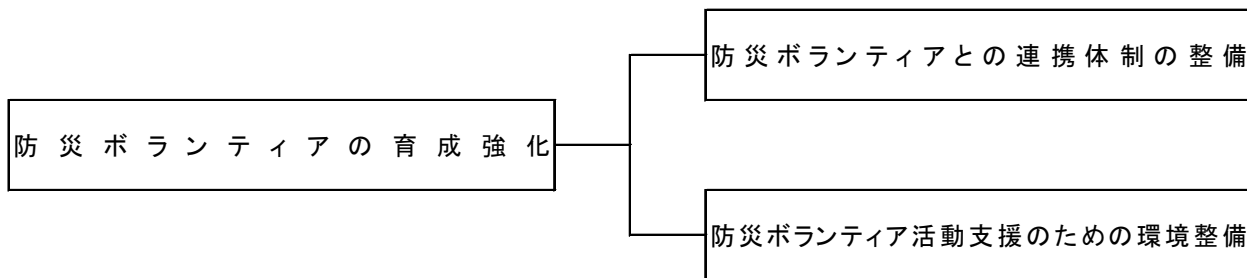 防災ボランティアとの連携体制の整備
防災ボランティアの育成強化
防災ボランティア活動支援のための環境整備